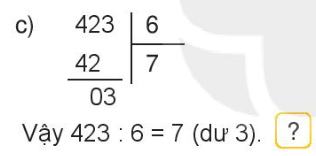 c) 423 6
42 7
03
Vậy 423 : 6 = 7 (dư 3). ?